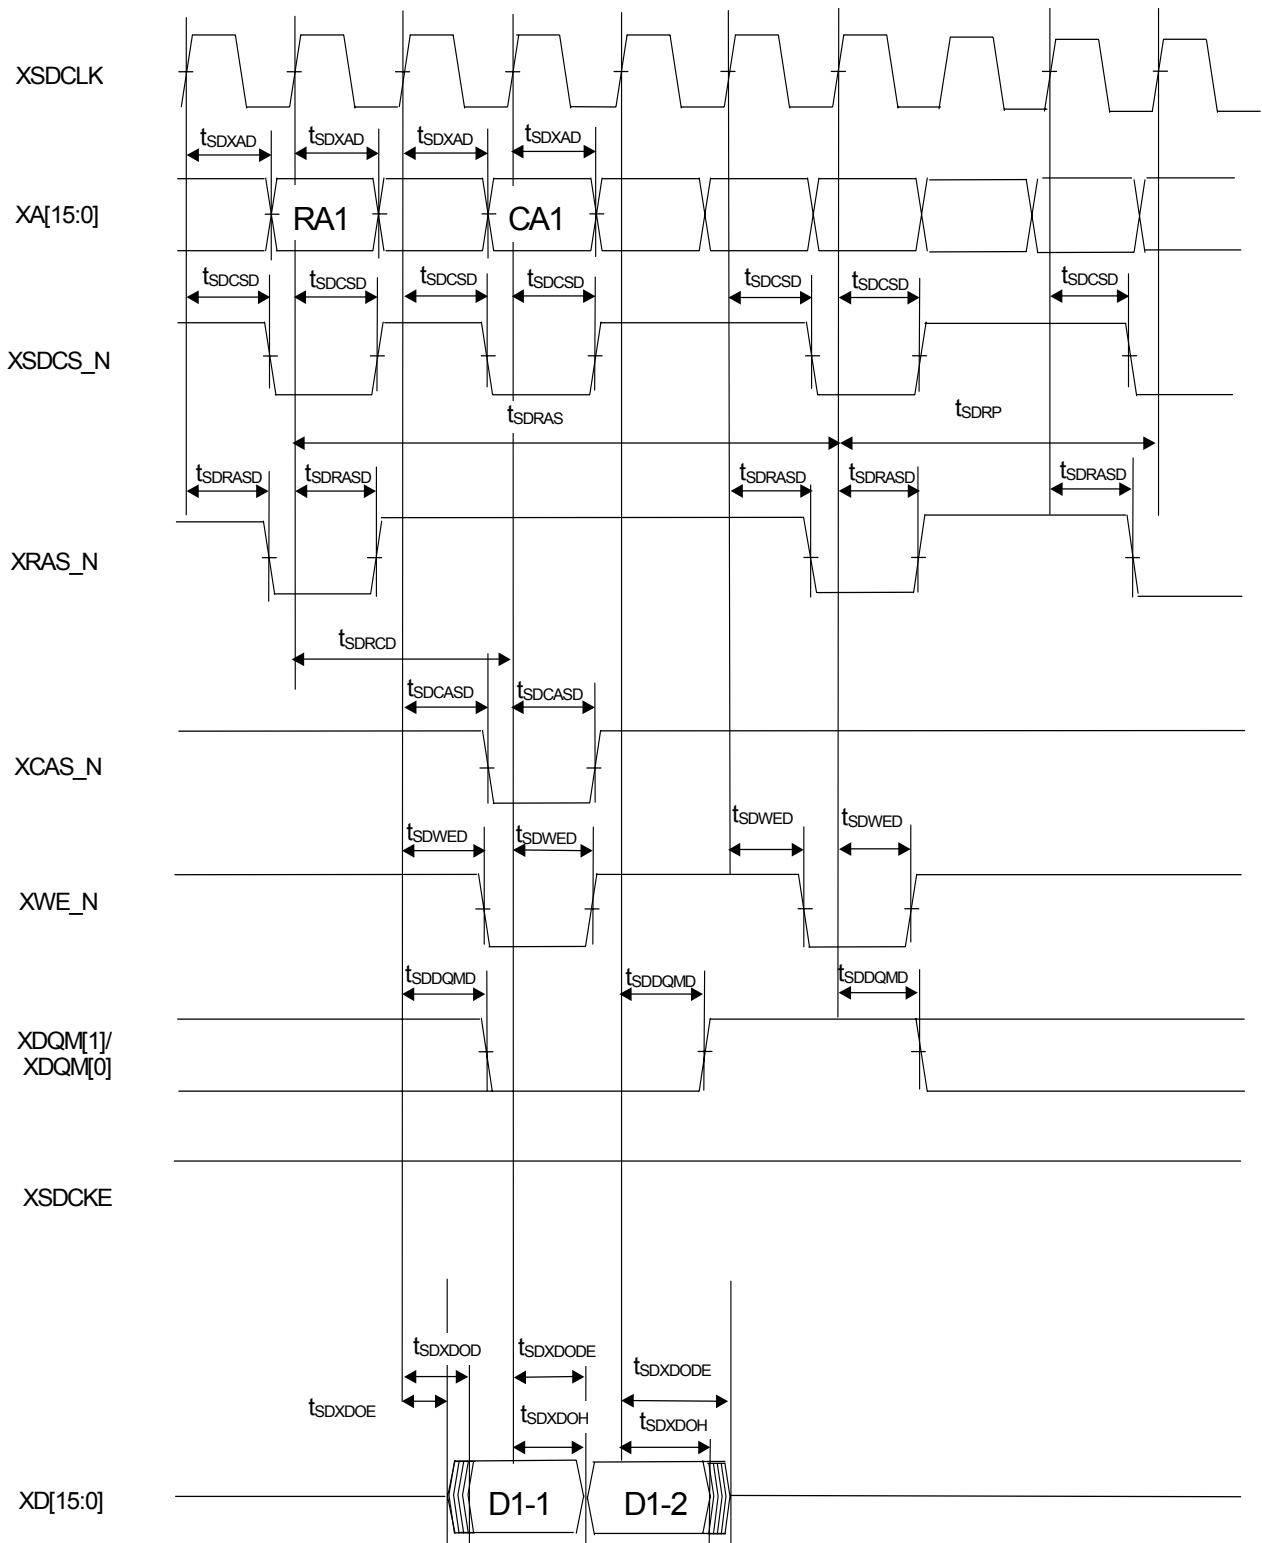 XSDCLK
tSDXAD tSDXAD tSDXAD tSDXAD
XA[15:0]
RA1 CA1
tSDCSD tSDCSD tSDCSD tSDCSD tSDCSD tSDCSD tSDCSD
XSDCS_N
tSDRAS tSDRP
tSDRASD tSDRASD tSDRASD tSDRASD tSDRASD
XRAS_N
tSDRCD
tSDCASD tSDCASD
XCAS_N
tSDWED tSDWED tSDWED tSDWED
XWE_N
tSDDQMD tSDDQMD tSDDQMD
XDQM[1]/
XDQM[0]
XSDCKE
tSDXDOD tSDXDODE tSDXDODE
tSDXDOE tSDXDOH tSDXDOH
XD[15:0]
D1-1 D1-2